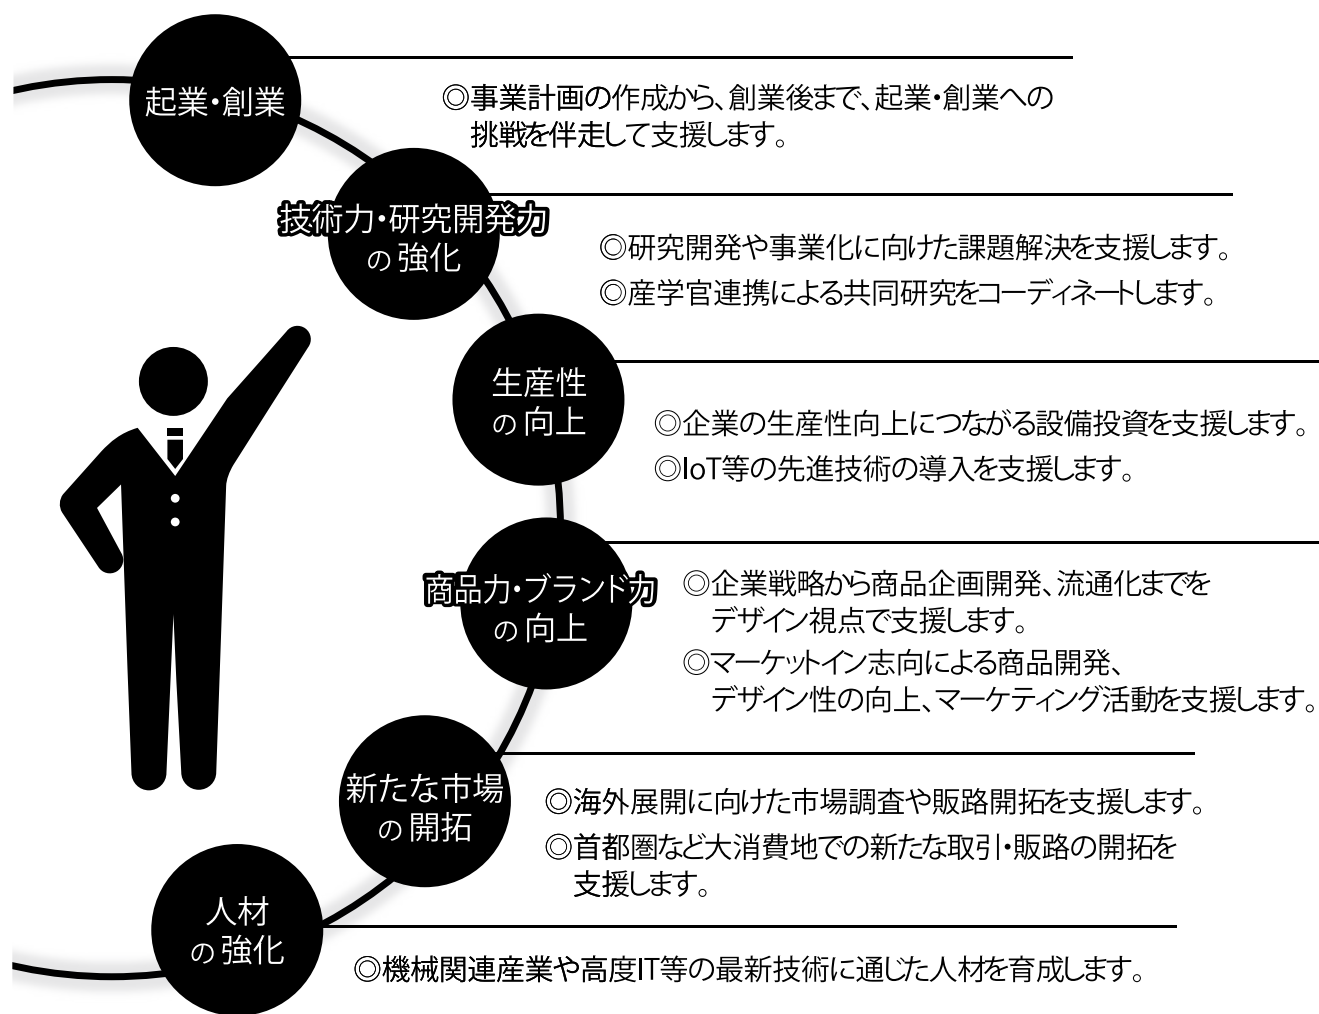 起業・創業
◎事業計画の作成から、創業後まで、起業・創業への
挑戦を伴走して支援します。
技術力・研究開発力
の強化
◎研究開発や事業化に向けた課題解決を支援します。
◎産学官連携による共同研究をコーディネートします。
生産性
の向上
◎企業の生産性向上につながる設備投資を支援します。
◎IoT等の先進技術の導入を支援します。
商品力・ブランド力
の向上
◎企業戦略から商品企画開発、流通化までを
デザイン視点で支援します。
◎マーケットイン志向による商品開発、
デザイン性の向上、マーケティング活動を支援します。
新たな市場
の開拓
◎海外展開に向けた市場調査や販路開拓を支援します。
◎首都圏など大消費地での新たな取引・販路の開拓を
支援します。
人材
の強化
◎機械関連産業や高度IT等の最新技術に通じた人材を育成します。